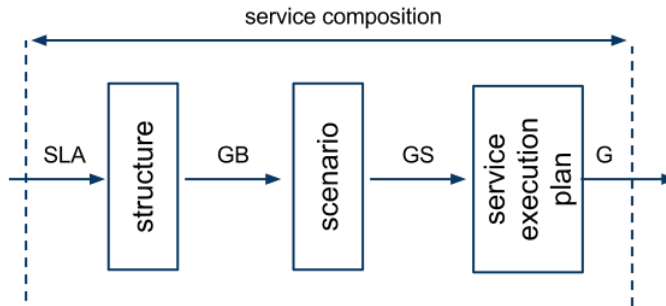 service composition
SLA
structure
GB
scenario
GS
service
execution
plan
G